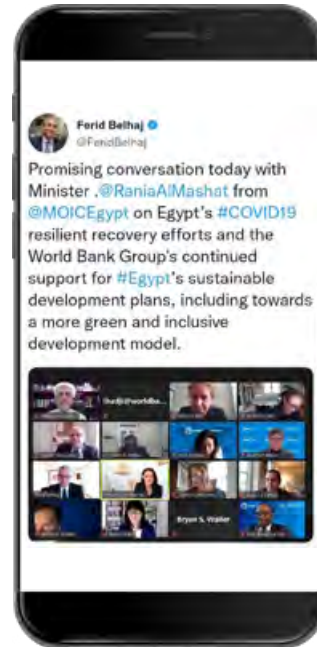 Ferid Belhaj
@FeridBelhaj
Promising conversation today with
Minister .@RaniaAlMashat from
@MOICEgypt on Egypt's #COVID19
resilient recovery efforts and the
World Bank Group's continued
support for #Egypt's sustainable
development plans, including towards
a more green and inclusive
development model.
Bryan S. Wailer